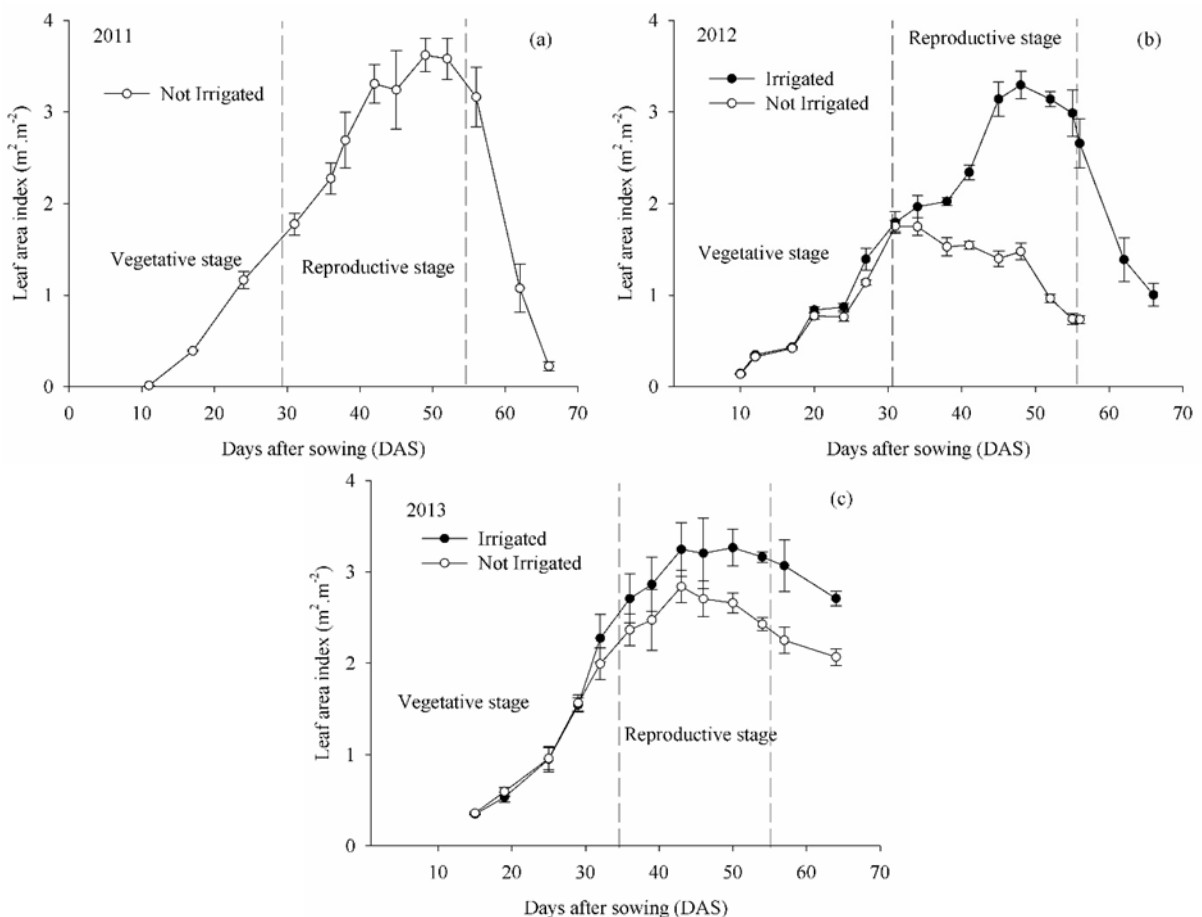 2011
(a)
Not Irrigated
Vegetative stage
Reproductive stage
Leaf area index (m².m⁻²)
4
3
2
1
0
0 10 20 30 40 50 60 70
Days after sowing (DAS)
2012
Reproductive stage
(b)
Irrigated
Not Irrigated
Vegetative stage
Leaf area index (m².m⁻²)
4
3
2
1
0
10 20 30 40 50 60 70
Days after sowing (DAS)
2013
(c)
Irrigated
Not Irrigated
Vegetative stage
Reproductive stage
Leaf area index (m².m⁻²)
4
3
2
1
0
10 20 30 40 50 60 70
Days after sowing (DAS)